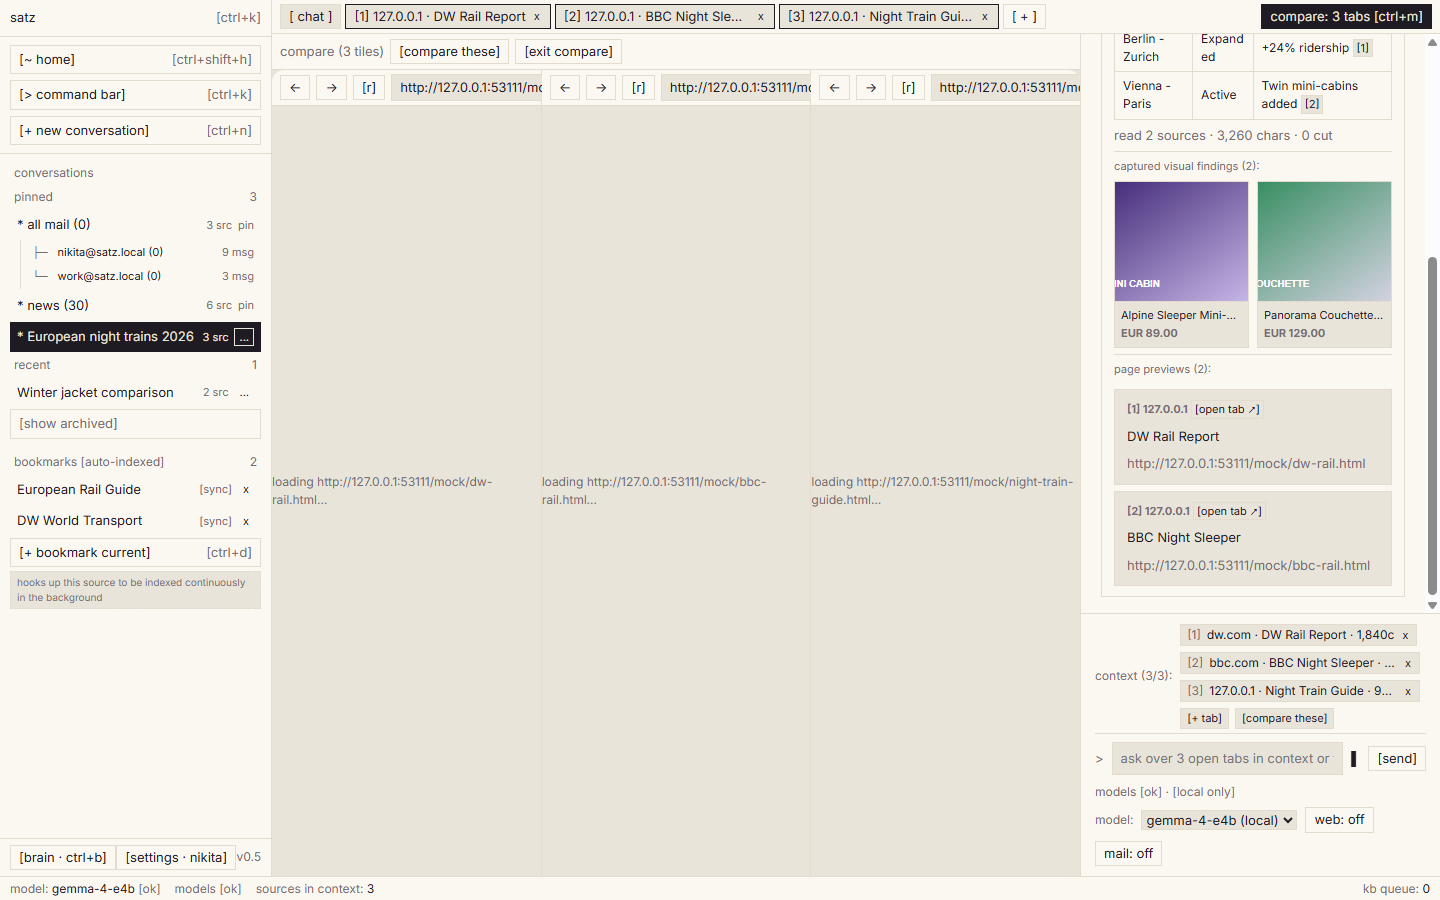 satz [ctrl+k]
[~ home] [ctrl+shift+h]
[> command bar] [ctrl+k]
[+ new conversation] [ctrl+n]
conversations
pinned 3
* all mail (0) 3 src pin
├─ nikita@satz.local (0) 9 msg
└─ work@satz.local (0) 3 msg
* news (30) 6 src pin
* European night trains 2026 3 src ...
recent 1
Winter jacket comparison 2 src ...
[show archived]
bookmarks [auto-indexed] 2
European Rail Guide [sync] x
DW World Transport [sync] x
[+ bookmark current] [ctrl+d]
hooks up this source to be indexed continuously
in the background
[brain · ctrl+b] [settings · nikita] v0.5
[ chat ] [1] 127.0.0.1 · DW Rail Report x [2] 127.0.0.1 · BBC Night Sle... x [3] 127.0.0.1 · Night Train Gui... x [ + ] compare: 3 tabs [ctrl+m]
compare (3 tiles) [compare these] [exit compare]
← → [r] http://127.0.0.1:53111/mo
← → [r] http://127.0.0.1:53111/mo
← → [r] http://127.0.0.1:53111/mo
loading http://127.0.0.1:53111/mock/dw-
rail.html...
loading http://127.0.0.1:53111/mock/bbc-
rail.html...
loading http://127.0.0.1:53111/mock/night-train-
guide.html...
Berlin - Expand +24% ridership [1]
Zurich ed
Vienna - Active Twin mini-cabins
Paris added [2]
read 2 sources · 3,260 chars · 0 cut
captured visual findings (2):
INI CABIN
OUCHETTE
Alpine Sleeper Mini-...
EUR 89.00
Panorama Couchette...
EUR 129.00
page previews (2):
[1] 127.0.0.1 [open tab ↗]
DW Rail Report
http://127.0.0.1:53111/mock/dw-rail.html
[2] 127.0.0.1 [open tab ↗]
BBC Night Sleeper
http://127.0.0.1:53111/mock/bbc-rail.html
context (3/3):
[1] dw.com · DW Rail Report · 1,840c x
[2] bbc.com · BBC Night Sleeper · ... x
[3] 127.0.0.1 · Night Train Guide · 9... x
[+ tab] [compare these]
> ask over 3 open tabs in context or [send]
models [ok] · [local only]
model: gemma-4-e4b (local) web: off
mail: off
model: gemma-4-e4b [ok] models [ok] sources in context: 3 kb queue: 0